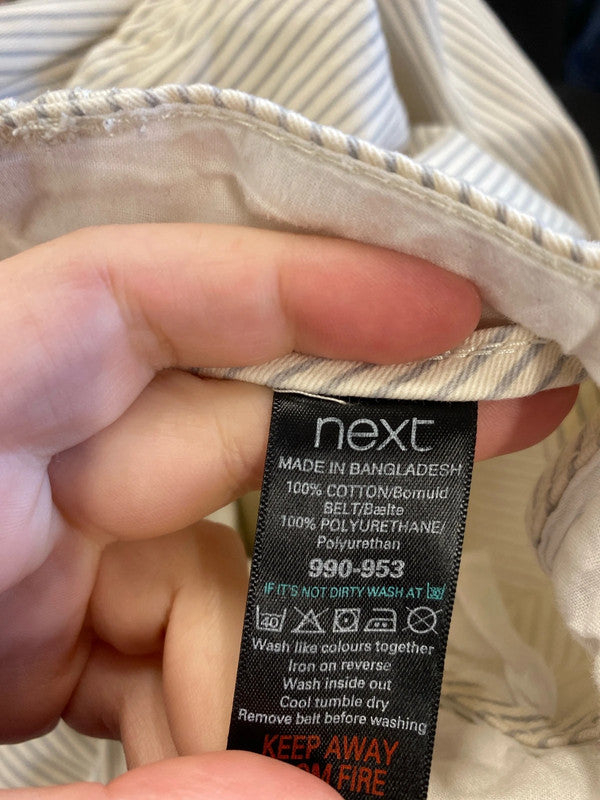 next
MADE IN BANGLADESH
100% COTTON/Bomuld
BELT/Bælte
100% POLYURETHANE/
Polyurethan
990-953
IF IT'S NOT DIRTY WASH AT 30
40
Wash like colours together
Iron on reverse
Wash inside out
Cool tumble dry
Remove belt before washing
KEEP AWAY
FIRE